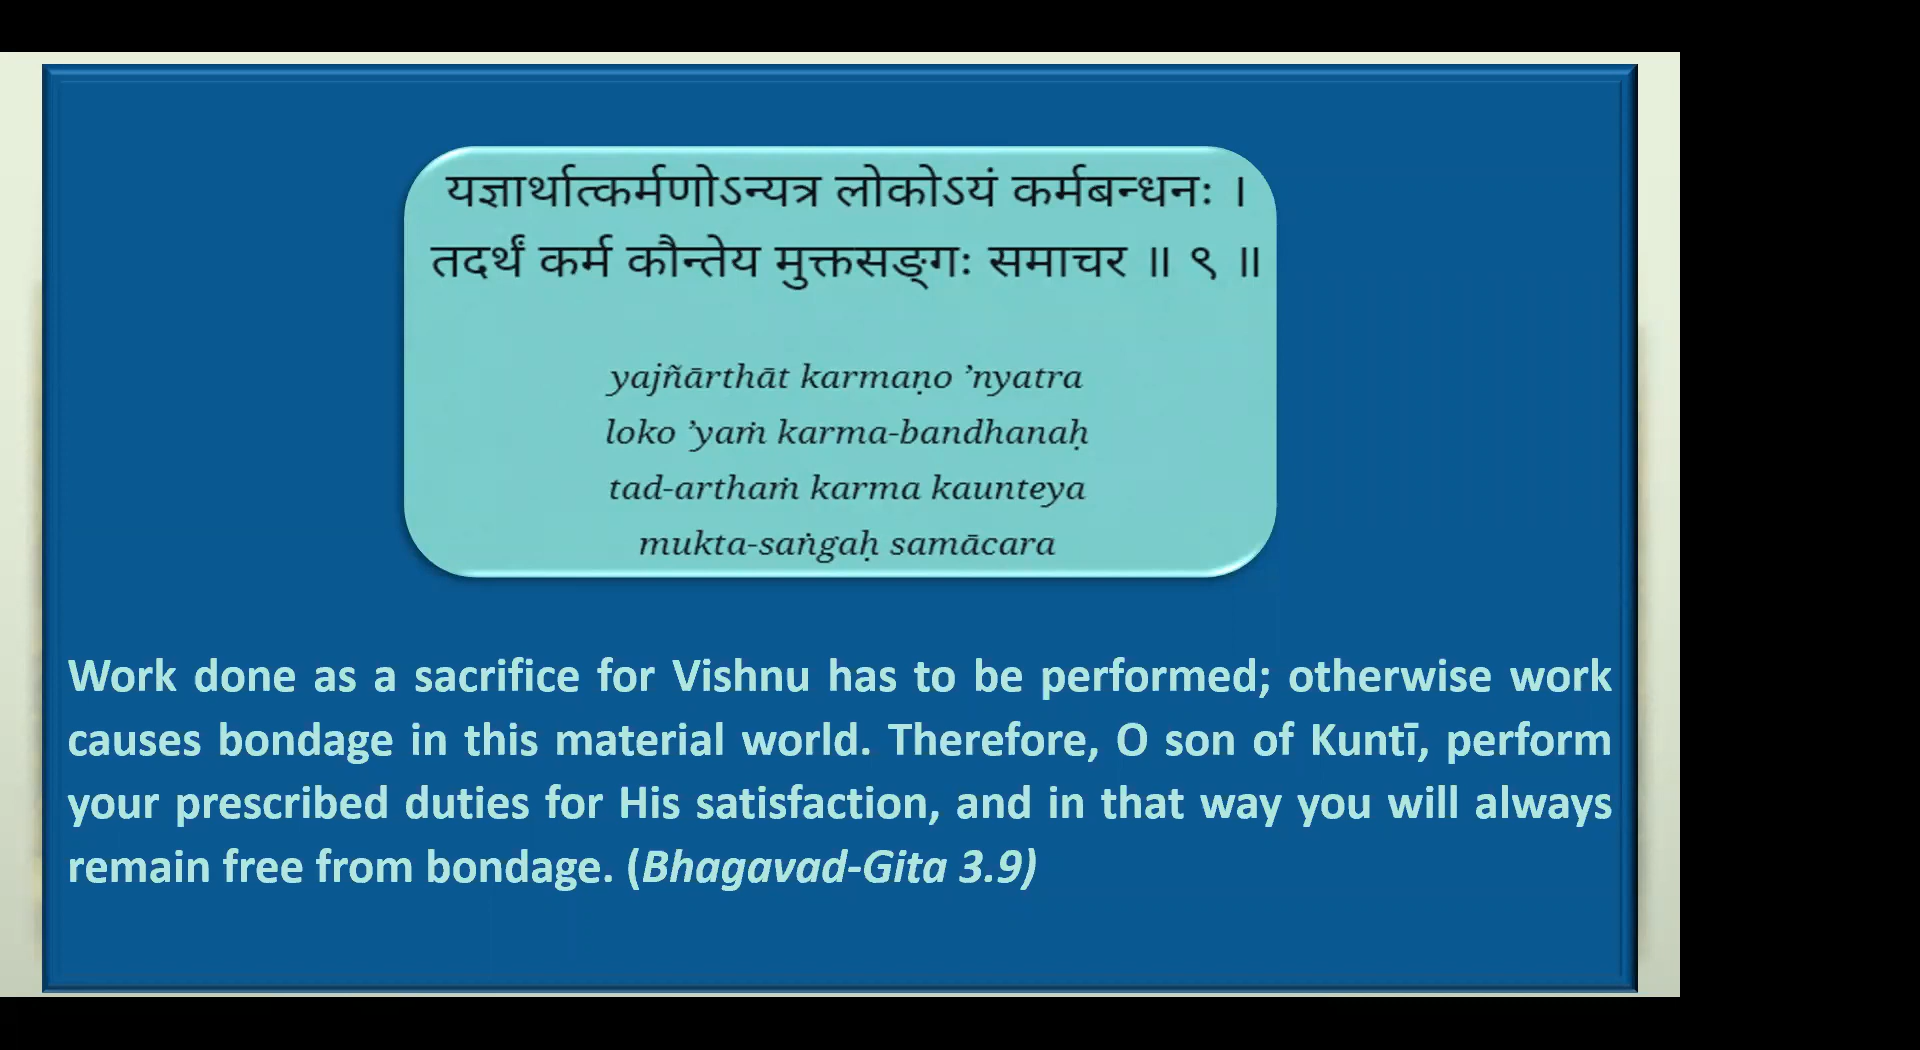 यज्ञार्थात्कर्मणोऽन्यत्र लोकोऽयं कर्मबन्धनः ।
तदर्थं कर्म कौन्तेय मुक्तसङ्गः समाचर ॥ ९ ॥
yajñārthāt karmaṇo ’nyatra
loko ’yaṁ karma-bandhanaḥ
tad-arthaṁ karma kaunteya
mukta-saṅgaḥ samācara
Work done as a sacrifice for Vishnu has to be performed; otherwise work
causes bondage in this material world. Therefore, O son of Kuntī, perform
your prescribed duties for His satisfaction, and in that way you will always
remain free from bondage. (Bhagavad-Gita 3.9)